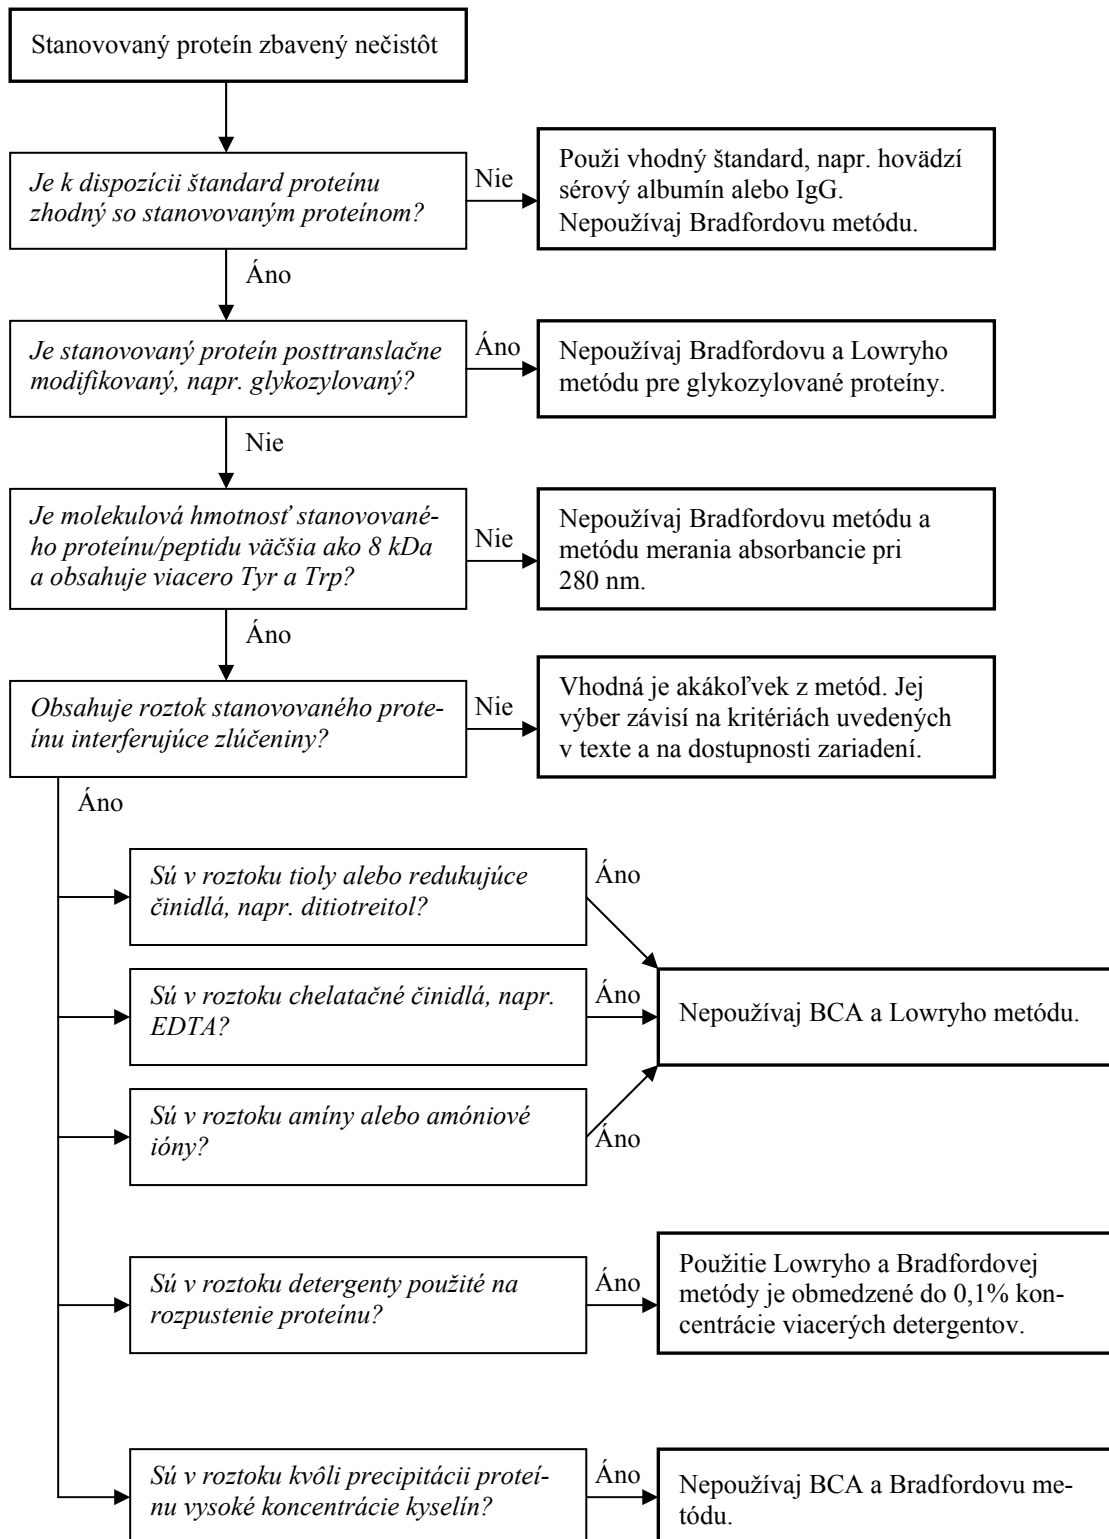 Stanovovaný proteín zbavený nečistôt
Je k dispozícii štandard proteínu
zhodný so stanovovaným proteínom?
Nie
Použi vhodný štandard, napr. hovädzí
sérový albumín alebo IgG.
Nepoužívaj Bradfordovu metódu.
Áno
Je stanovovaný proteín posttranslačne
modifikovaný, napr. glykozylovaný?
Áno
Nepoužívaj Bradfordovu a Lowryho
metódu pre glykozylované proteíny.
Nie
Je molekulová hmotnosť stanovované-
ho proteínu/peptidu väčšia ako 8 kDa
a obsahuje viacero Tyr a Trp?
Nie
Nepoužívaj Bradfordovu metódu a
metódu merania absorbancie pri
280 nm.
Áno
Obsahuje roztok stanovovaného prote-
ínu interferujúce zlúčeniny?
Nie
Vhodná je akákoľvek z metód. Jej
výber závisí na kritériách uvedených
v texte a na dostupnosti zariadení.
Áno
Sú v roztoku tioly alebo redukujúce
činidlá, napr. ditiotreitol?
Áno
Sú v roztoku chelatačné činidlá, napr.
EDTA?
Áno
Nepoužívaj BCA a Lowryho metódu.
Sú v roztoku amíny alebo amóniové
ióny?
Áno
Sú v roztoku detergenty použité na
rozpustenie proteínu?
Áno
Použitie Lowryho a Bradfordovej
metódy je obmedzené do 0,1% kon-
centrácie viacerých detergentov.
Sú v roztoku kvôli precipitácii proteí-
nu vysoké koncentrácie kyselín?
Áno
Nepoužívaj BCA a Bradfordovu me-
tódu.